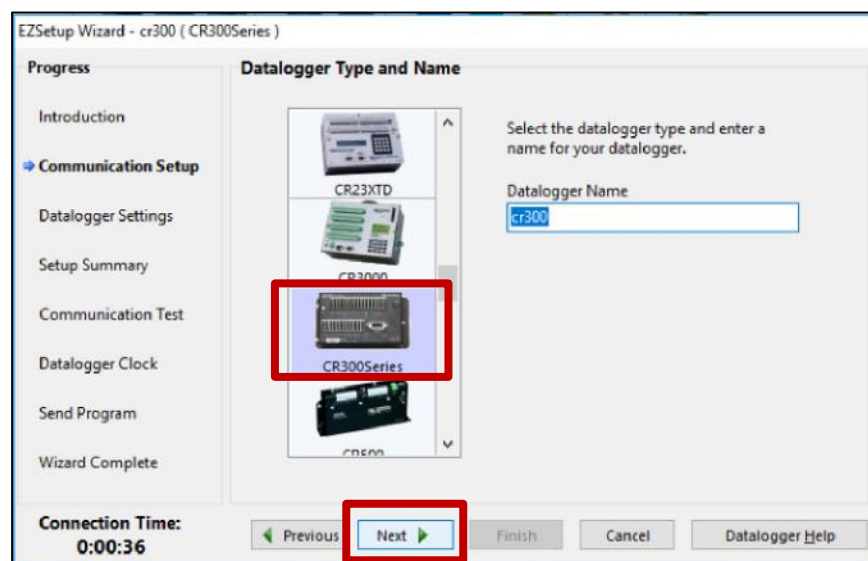 EZSetup Wizard - cr300 ( CR300Series )
Progress
Introduction
Communication Setup
Datalogger Settings
Setup Summary
Communication Test
Datalogger Clock
Send Program
Wizard Complete
Connection Time:
0:00:36
Datalogger Type and Name
CR23XTD
CR3000
CR300Series
CR500
Select the datalogger type and enter a
name for your datalogger.
Datalogger Name
cr300
Previous
Next
Finish
Cancel
Datalogger Help